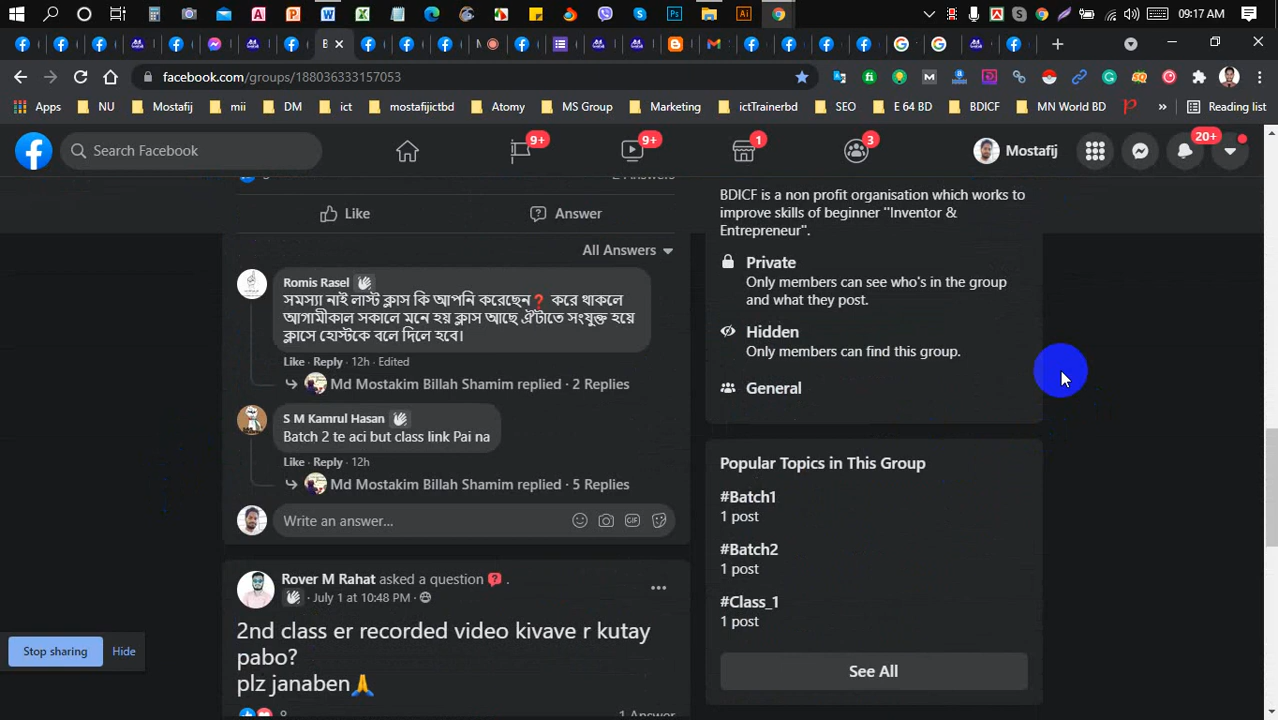 09:17 AM
facebook.com/groups/188036333157053
Apps
NU
Mostafij
mii
DM
ict
mostafijictbd
Atomy
MS Group
Marketing
ictTrainerbd
SEO
E 64 BD
BDICF
MN World BD
»
Reading list
Search Facebook
9+
9+
1
3
Mostafij
20+
2 Answers
Like
Answer
All Answers
Romis Rasel
সমস্যা নাই লাস্ট ক্লাস কি আপনি করেছেন❓ করে থাকলে
আগামীকাল সকালে মনে হয় ক্লাস আছে ঐটাতে সংযুক্ত হয়ে
ক্লাসে হোস্টকে বলে দিলে হবে।
Like · Reply · 12h · Edited
Md Mostakim Billah Shamim replied · 2 Replies
S M Kamrul Hasan
Batch 2 te aci but class link Pai na
Like · Reply · 12h
Md Mostakim Billah Shamim replied · 5 Replies
Write an answer...
GIF
Rover M Rahat asked a question ❓ .
July 1 at 10:48 PM ·
2nd class er recorded video kivave r kutay
pabo?
plz janaben🙏
8
1 Answer
BDICF is a non profit organisation which works to
improve skills of beginner "Inventor &
Entrepreneur".
Private
Only members can see who's in the group
and what they post.
Hidden
Only members can find this group.
General
Popular Topics in This Group
#Batch1
1 post
#Batch2
1 post
#Class_1
1 post
See All
Stop sharing
Hide